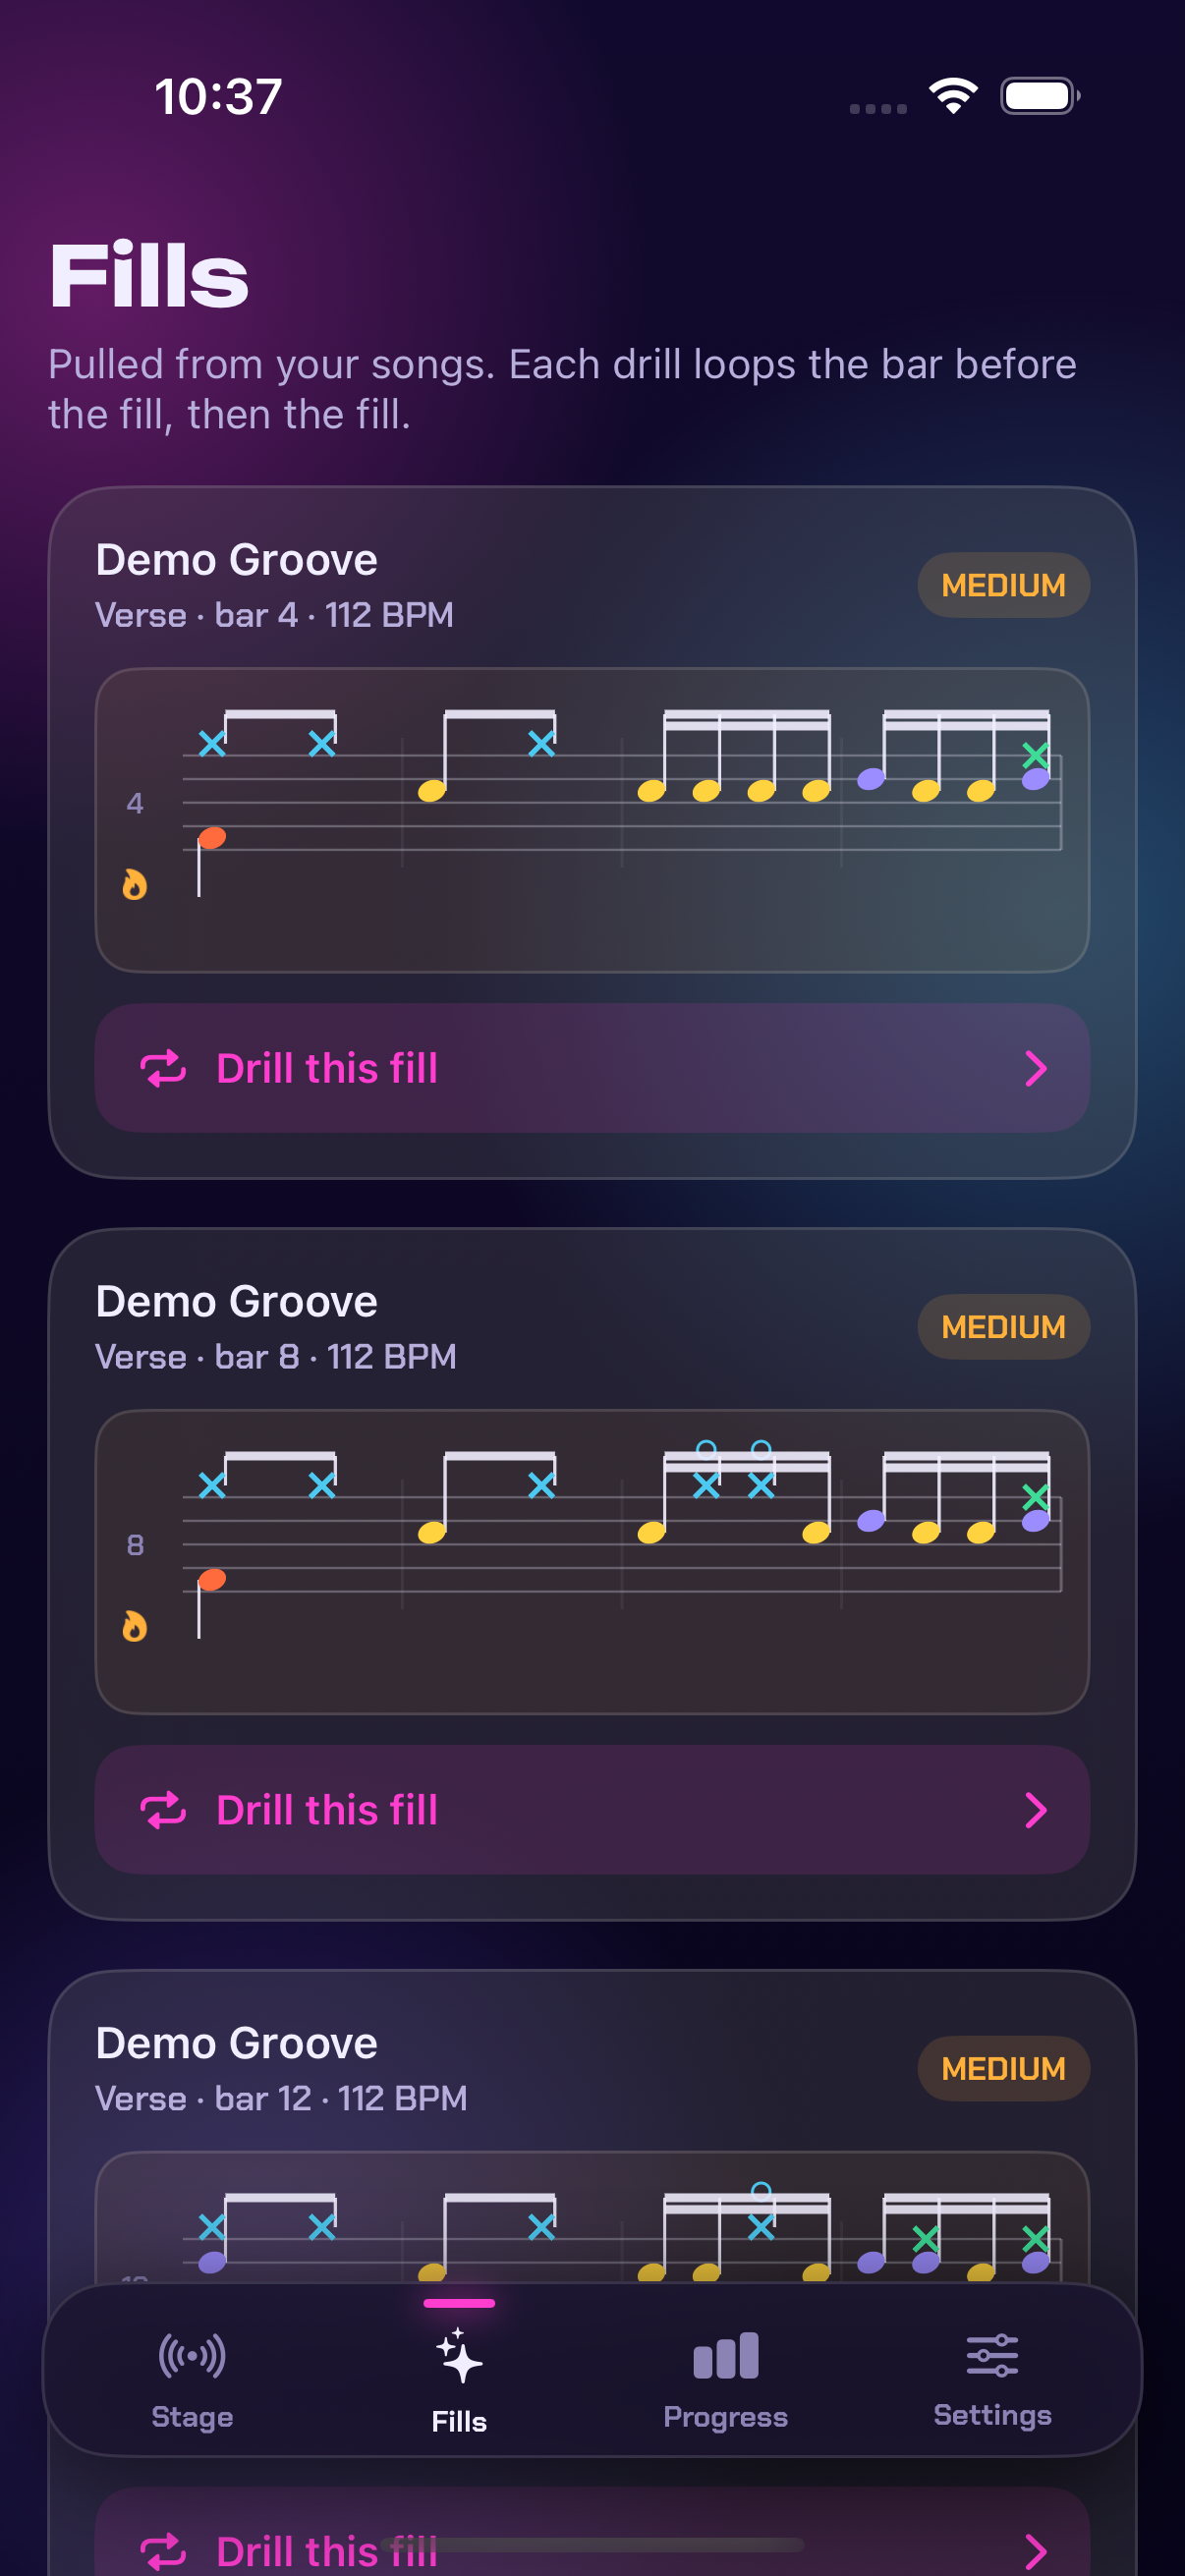 10:37
Fills
Pulled from your songs. Each drill loops the bar before
the fill, then the fill.
Demo Groove
MEDIUM
Verse · bar 4 · 112 BPM
4
Drill this fill
Demo Groove
MEDIUM
Verse · bar 8 · 112 BPM
8
Drill this fill
Demo Groove
MEDIUM
Verse · bar 12 · 112 BPM
Stage
Fills
Progress
Settings
Drill this fill